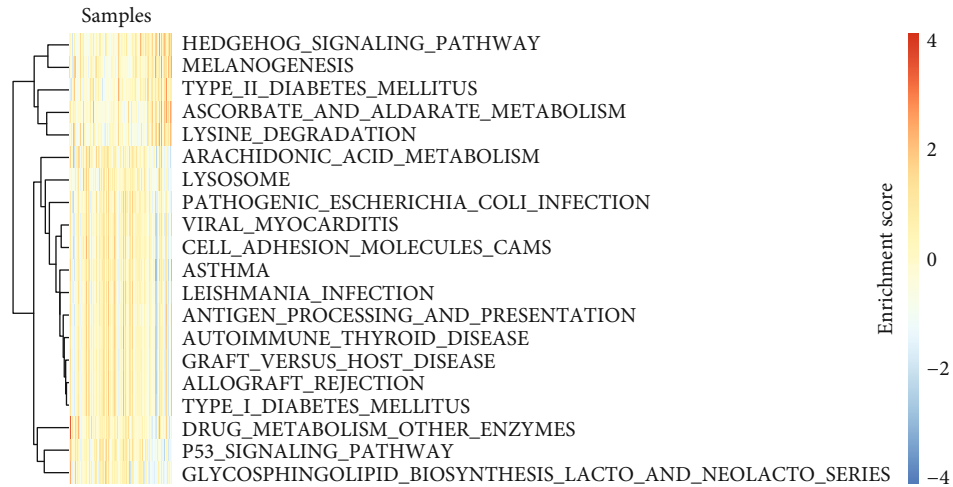 Samples
HEDGEHOG_SIGNALING_PATHWAY
MELANOGENESIS
TYPE_II_DIABETES_MELLITUS
ASCORBATE_AND_ALDARATE_METABOLISM
LYSINE_DEGRADATION
ARACHIDONIC_ACID_METABOLISM
LYSOSOME
PATHOGENIC_ESCHERICHIA_COLI_INFECTION
VIRAL_MYOCARDITIS
CELL_ADHESION_MOLECULES_CAMS
ASTHMA
LEISHMANIA_INFECTION
ANTIGEN_PROCESSING_AND_PRESENTATION
AUTOIMMUNE_THYROID_DISEASE
GRAFT_VERSUS_HOST_DISEASE
ALLOGRAFT_REJECTION
TYPE_I_DIABETES_MELLITUS
DRUG_METABOLISM_OTHER_ENZYMES
P53_SIGNALING_PATHWAY
GLYCOSPHINGOLIPID_BIOSYNTHESIS_LACTO_AND_NEOLACTO_SERIES
Enrichment score
4
2
0
−2
−4